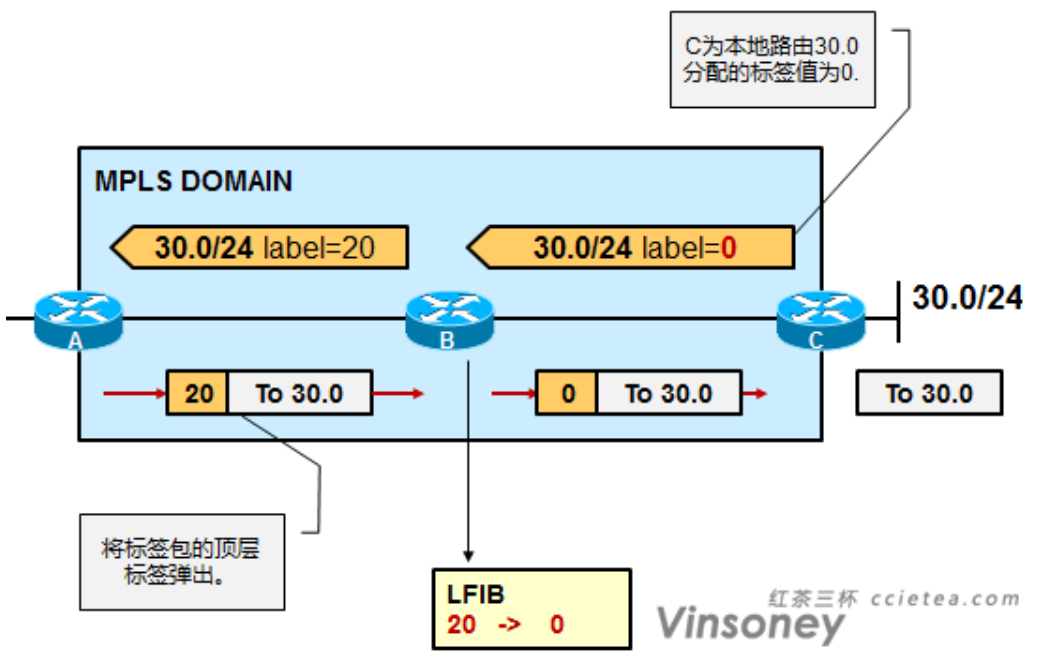 C为本地路由30.0
分配的标签值为0.
MPLS DOMAIN
30.0/24 label=20
30.0/24 label=0
30.0/24
A
B
C
20 To 30.0
0 To 30.0
To 30.0
将标签包的顶层
标签弹出。
LFIB
20 -> 0
红茶三杯 ccietea.com
Vinsoney